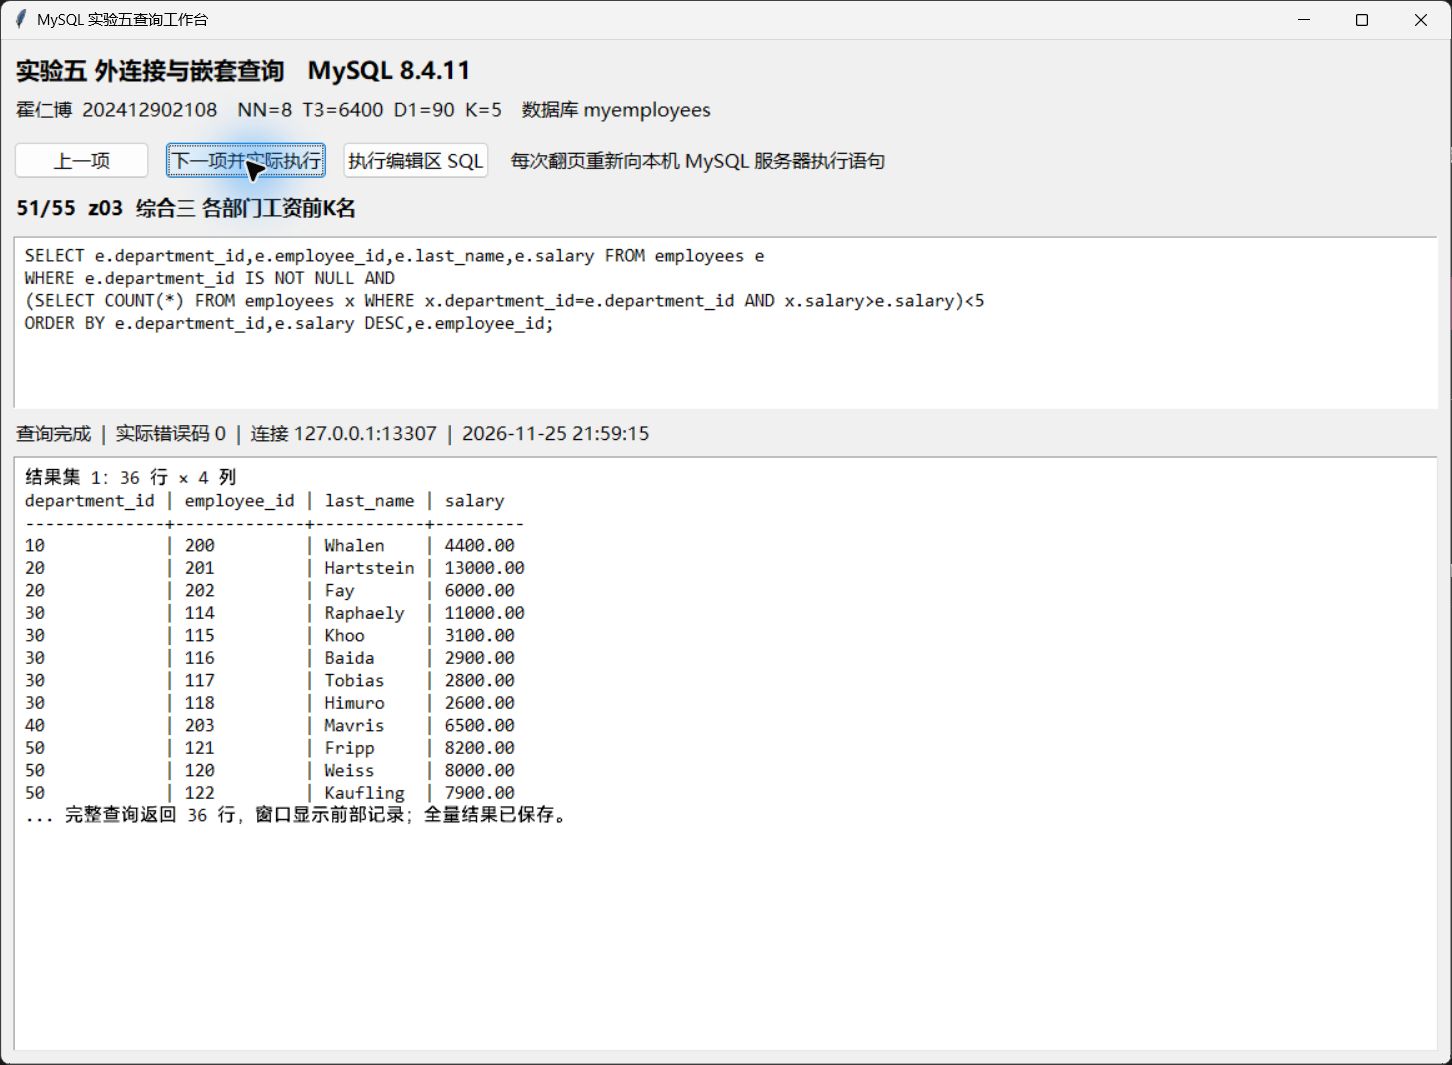 MySQL 实验五查询工作台
实验五 外连接与嵌套查询 MySQL 8.4.11
霍仁博 202412902108 NN=8 T3=6400 D1=90 K=5 数据库 myemployees
上一项 下一项并实际执行 执行编辑区 SQL 每次翻页重新向本机 MySQL 服务器执行语句
51/55 z03 综合三 各部门工资前K名
SELECT e.department_id,e.employee_id,e.last_name,e.salary FROM employees e
WHERE e.department_id IS NOT NULL AND
(SELECT COUNT(*) FROM employees x WHERE x.department_id=e.department_id AND x.salary>e.salary)<5
ORDER BY e.department_id,e.salary DESC,e.employee_id;
查询完成 | 实际错误码 0 | 连接 127.0.0.1:13307 | 2026-11-25 21:59:15
结果集 1: 36 行 × 4 列
department_id | employee_id | last_name | salary
--------------+-------------+-----------+---------
10 | 200 | Whalen | 4400.00
20 | 201 | Hartstein | 13000.00
20 | 202 | Fay | 6000.00
30 | 114 | Raphaely | 11000.00
30 | 115 | Khoo | 3100.00
30 | 116 | Baida | 2900.00
30 | 117 | Tobias | 2800.00
30 | 118 | Himuro | 2600.00
40 | 203 | Mavris | 6500.00
50 | 121 | Fripp | 8200.00
50 | 120 | Weiss | 8000.00
50 | 122 | Kaufling | 7900.00
... 完整查询返回 36 行，窗口显示前部记录；全量结果已保存。